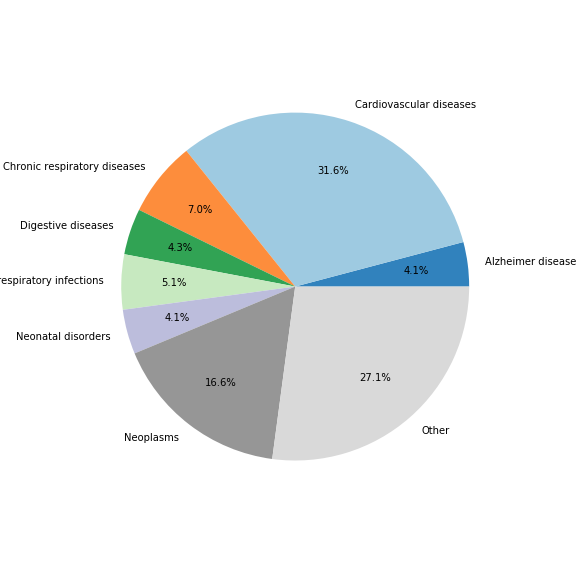 Cardiovascular diseases
31.6%
Chronic respiratory diseases
7.0%
Digestive diseases
4.3%
respiratory infections
5.1%
Neonatal disorders
4.1%
Neoplasms
16.6%
Other
27.1%
Alzheimer disease
4.1%